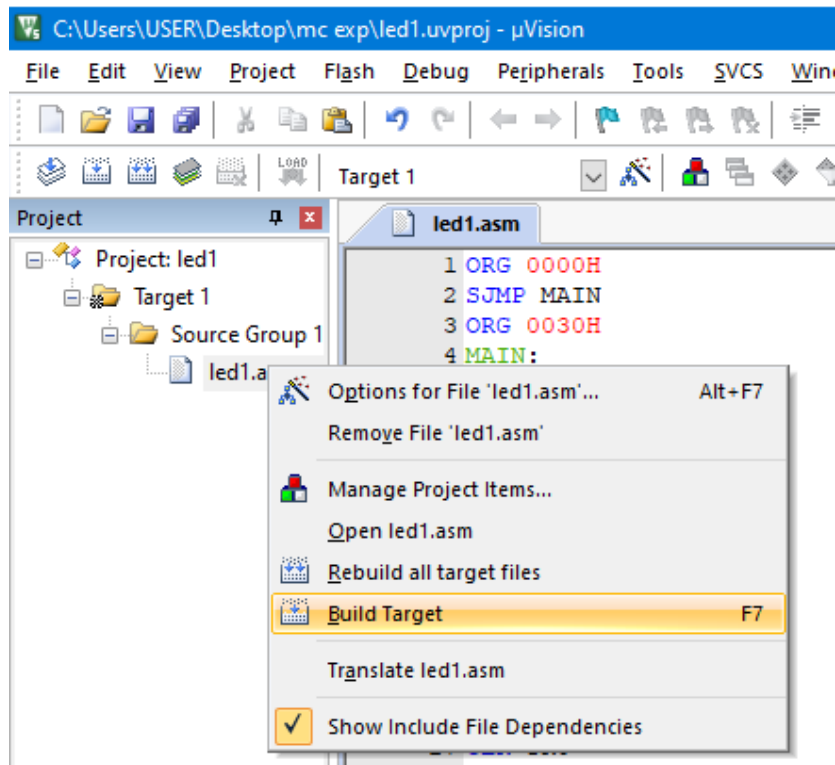 C:\Users\USER\Desktop\mc exp\led1.uvproj - µVision
File Edit View Project Flash Debug Peripherals Tools SVCS
LOAD
Target 1
Project
led1.asm
Project: led1
Target 1
Source Group 1
led1.a
1 ORG 0000H
2 SJMP MAIN
3 ORG 0030H
4 MAIN:
Options for File 'led1.asm'... Alt+F7
Remove File 'led1.asm'
Manage Project Items...
Open led1.asm
Rebuild all target files
Build Target F7
Translate led1.asm
Show Include File Dependencies